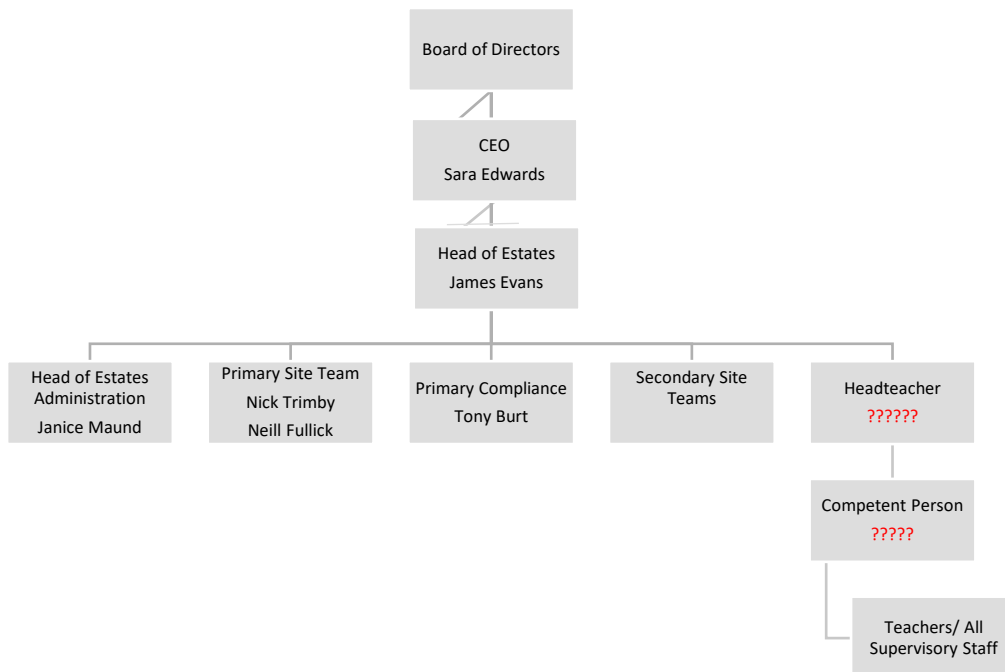 Board of Directors
CEO
Sara Edwards
Head of Estates
James Evans
Head of Estates
Administration
Janice Maund
Primary Site Team
Nick Trimby
Neill Fullick
Primary Compliance
Tony Burt
Secondary Site
Teams
Headteacher
??????
Competent Person
?????
Teachers/ All
Supervisory Staff